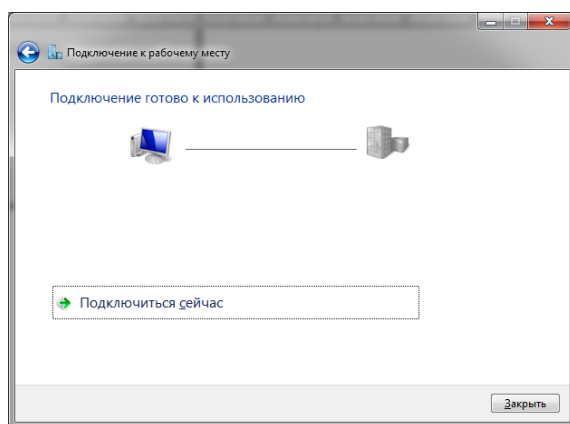 Подключение к рабочему месту
Подключение готово к использованию
Подключиться сейчас
Закрыть